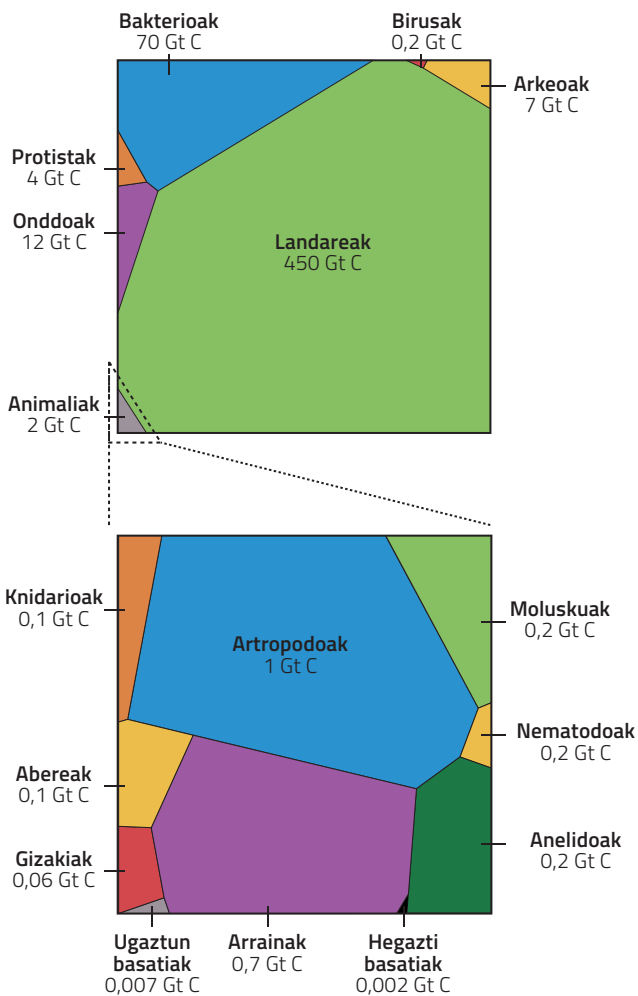 Bakterioak
70 Gt C
Birusak
0,2 Gt C
Arkeoak
7 Gt C
Protistak
4 Gt C
Onddoak
12 Gt C
Landareak
450 Gt C
Animaliak
2 Gt C
Knidarioak
0,1 Gt C
Artropodoak
1 Gt C
Moluskuak
0,2 Gt C
Nematodoak
0,2 Gt C
Abereak
0,1 Gt C
Anelidoak
0,2 Gt C
Gizakiak
0,06 Gt C
Ugaztun
basatiak
0,007 Gt C
Arrainak
0,7 Gt C
Hegazti
basatiak
0,002 Gt C